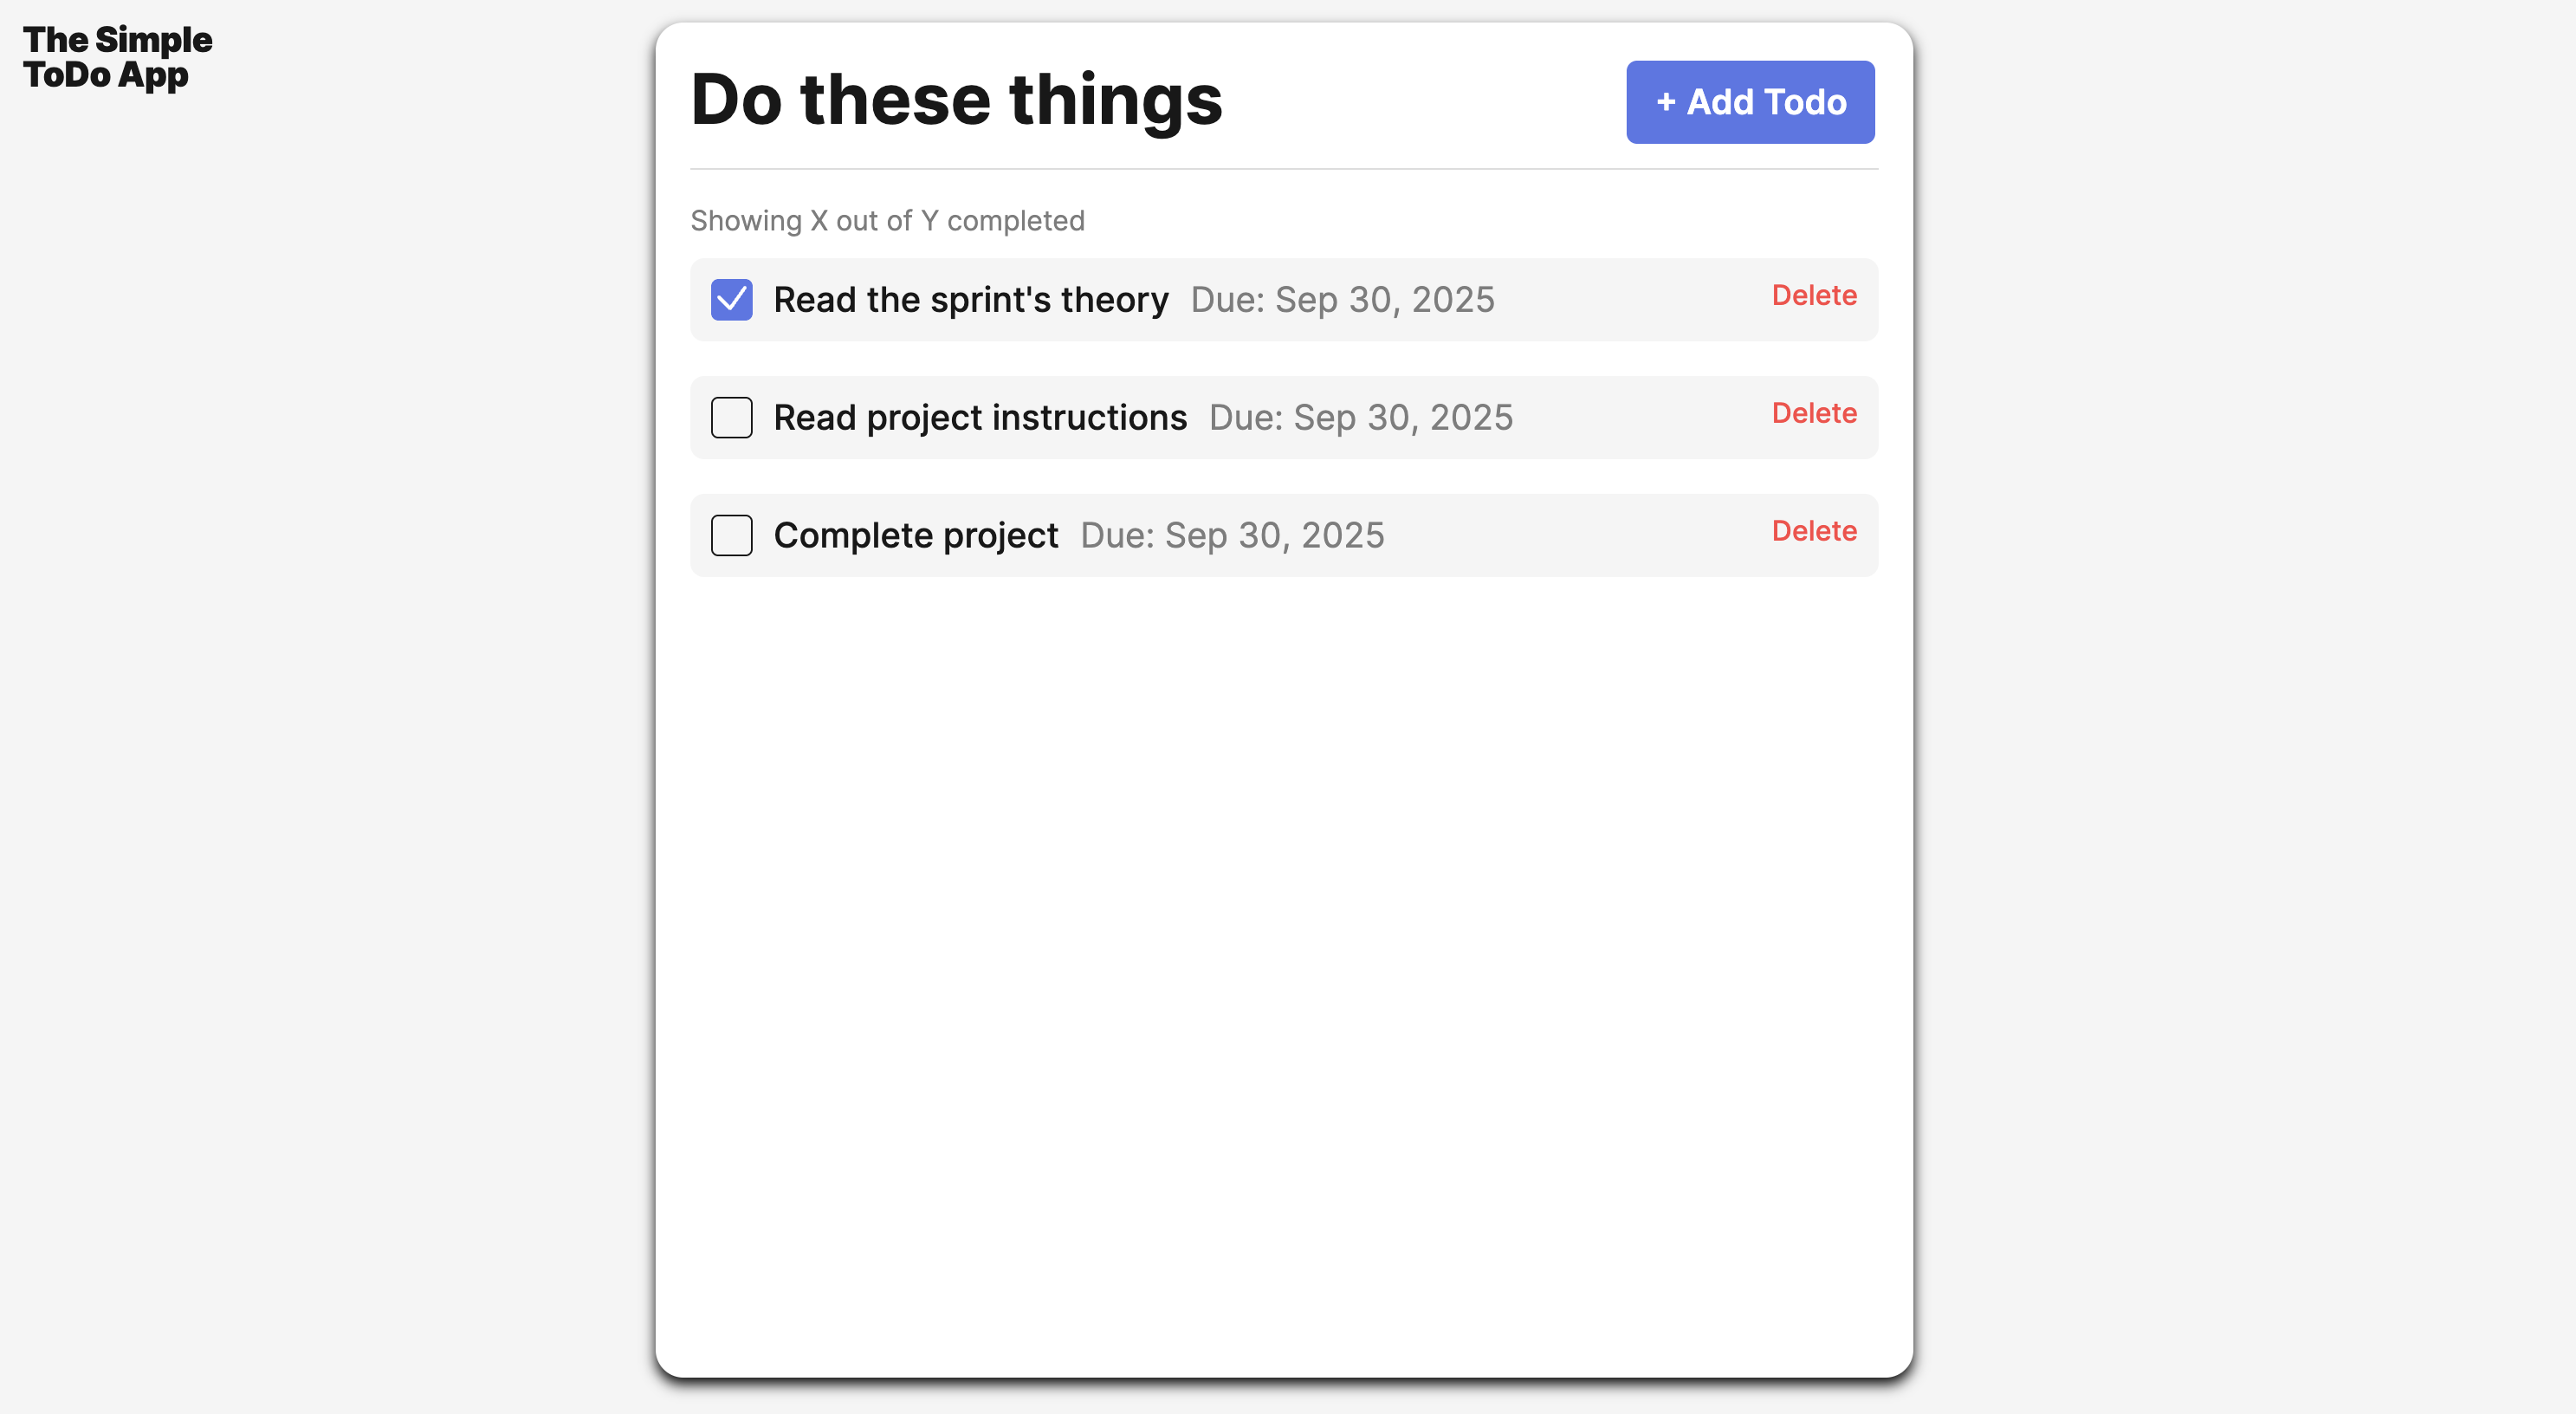 The Simple
ToDo App
Do these things
+ Add Todo
Showing X out of Y completed
Read the sprint's theory Due: Sep 30, 2025 Delete
Read project instructions Due: Sep 30, 2025 Delete
Complete project Due: Sep 30, 2025 Delete